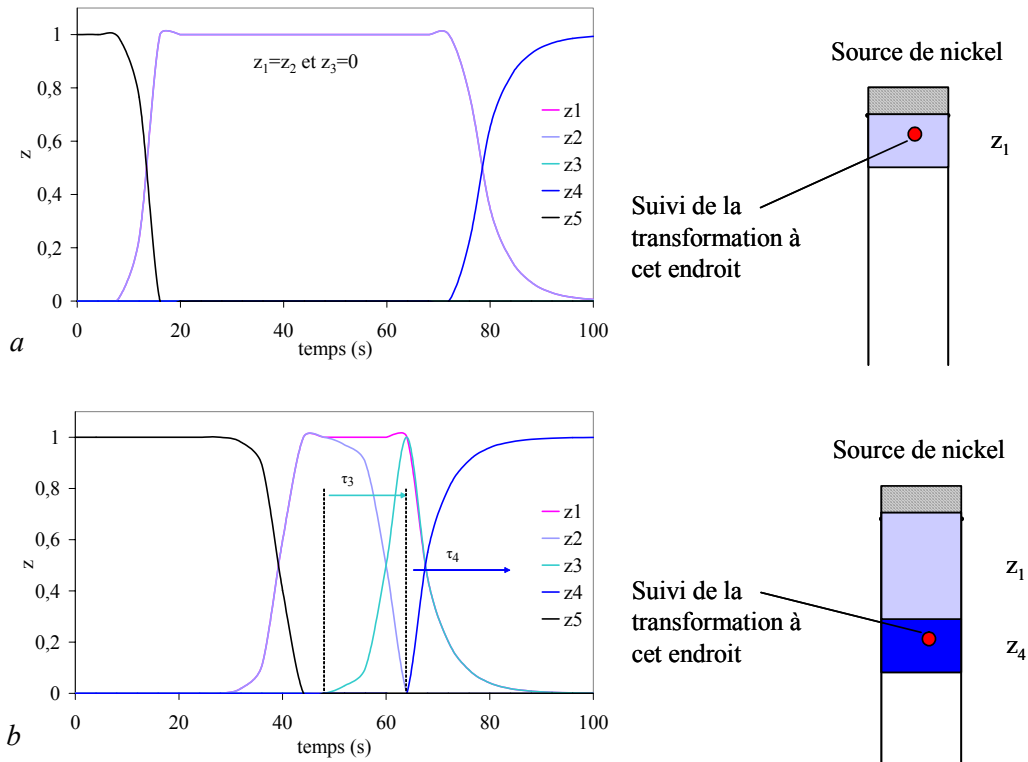 1
0,8
0,6
0,4
0,2
0
z
z₁=z₂ et z₃=0
z1
z2
z3
z4
z5
0
20
40
60
80
100
temps (s)
a
Source de nickel
z₁
Suivi de la
transformation à
cet endroit
1
0,8
0,6
0,4
0,2
0
z
τ₃
τ₄
z1
z2
z3
z4
z5
0
20
40
60
80
100
temps (s)
b
Source de nickel
z₁
Suivi de la
transformation à
cet endroit
z₄